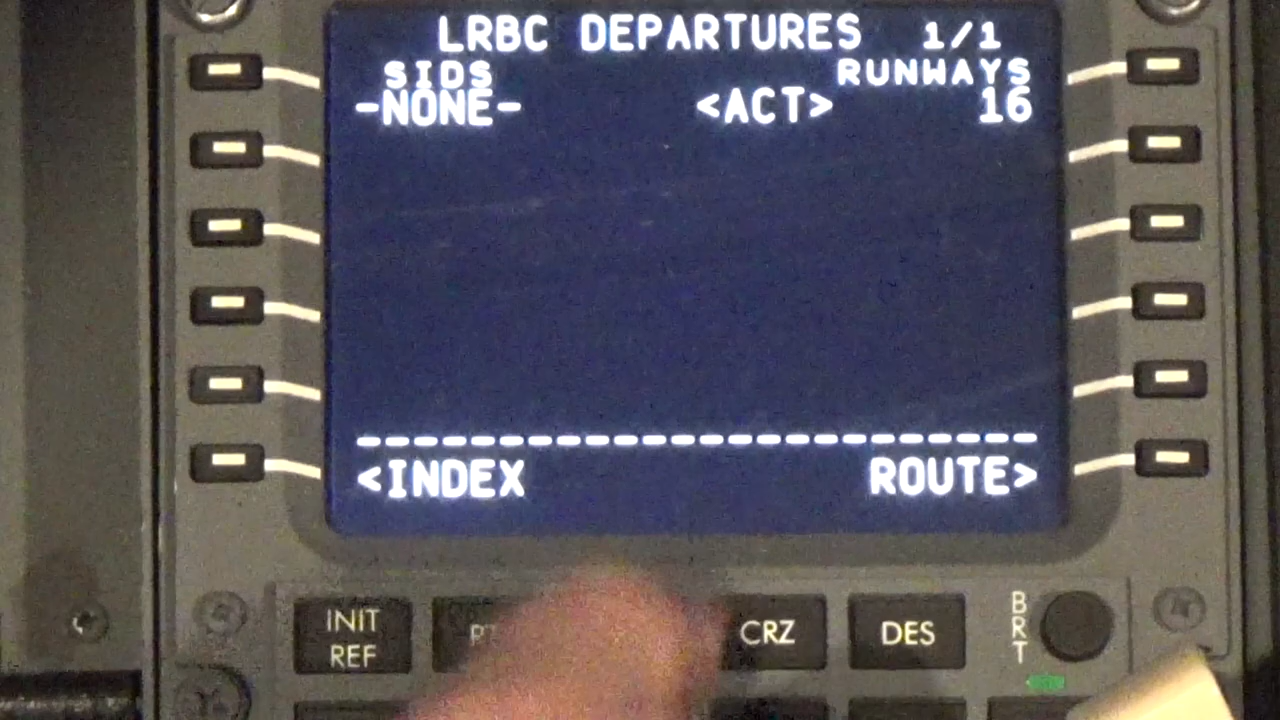 LRBC DEPARTURES 1/1
SIDS RUNWAYS
-NONE- <ACT> 16
------------------------
<INDEX ROUTE>
INIT REF
CRZ
DES
BRT